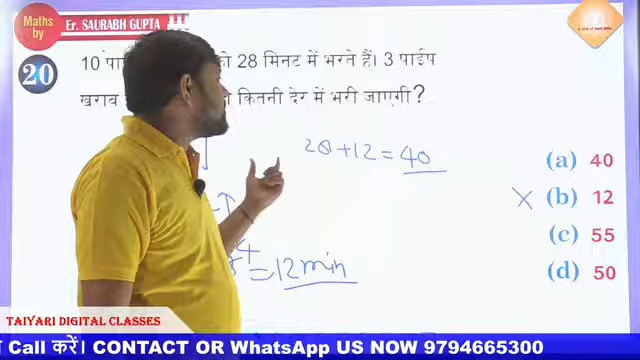 Maths
by
Er. SAURABH GUPTA
20
10 को 28 मिनट में भरते हैं। 3 पाईप
खराब कितनी देर में भरी जाएगी?
28+12=40
=12min
(a) 40
× (b) 12
(c) 55
(d) 50
TAIYARI DIGITAL CLASSES
Call करें। CONTACT OR WhatsApp US NOW 9794665300